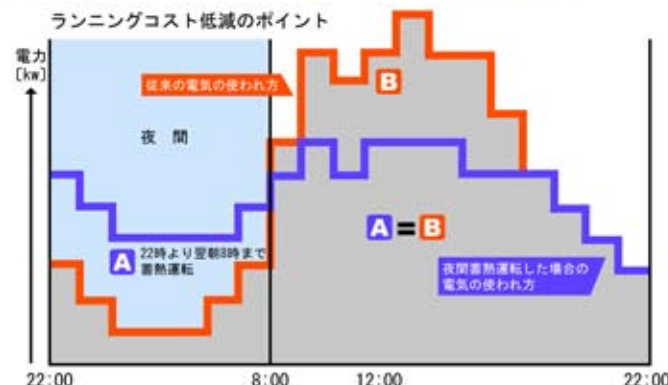 ランニングコスト低減のポイント
電力
[kw]
従来の電気の使われ方
B
夜 間
A=B
A
22時より翌朝8時まで
蓄熱運転
夜間蓄熱運転した場合の
電気の使われ方
22:00
8:00
12:00
22:00